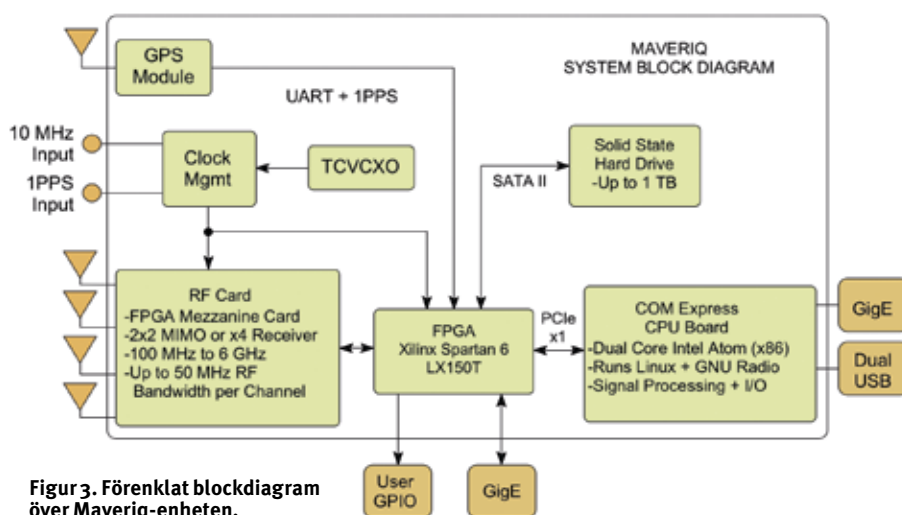 MAVERIQ
SYSTEM BLOCK DIAGRAM
GPS
Module
UART + 1PPS
10 MHz
Input
1PPS
Input
Clock
Mgmt
TCVCXO
SATA II
Solid State
Hard Drive
-Up to 1 TB
RF Card
-FPGA Mezzanine Card
-2x2 MIMO or x4 Receiver
-100 MHz to 6 GHz
-Up to 50 MHz RF
Bandwidth per Channel
FPGA
Xilinx Spartan 6
LX150T
PCIe
x1
COM Express
CPU Board
-Dual Core Intel Atom (x86)
-Runs Linux + GNU Radio
-Signal Processing + I/O
GigE
Dual
USB
User
GPIO
GigE
Figur 3. Förenklat blockdiagram
över Maveriq-enheten.